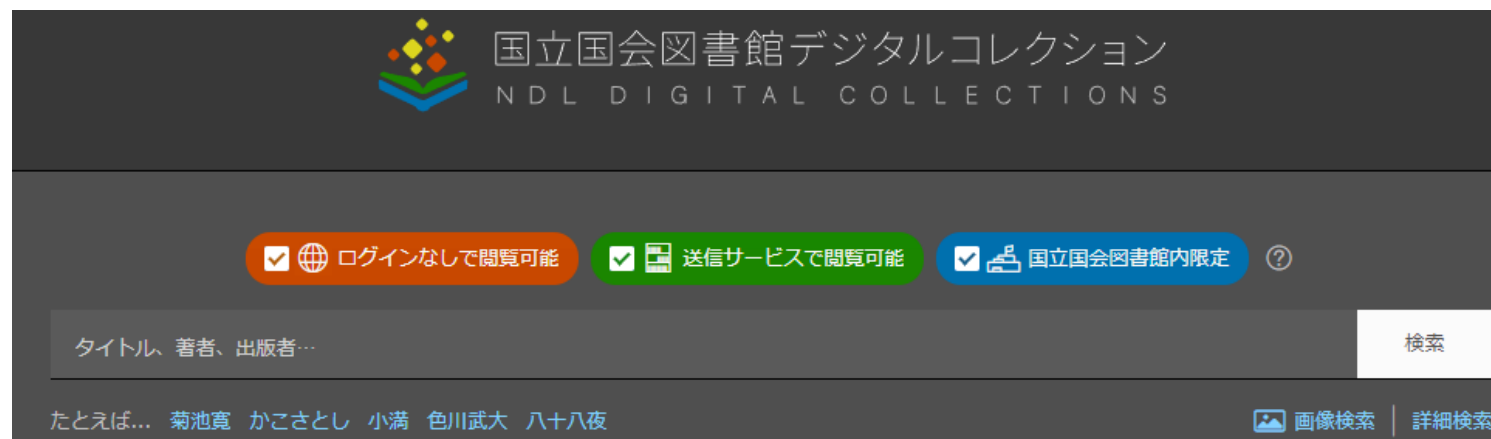 国立国会図書館デジタルコレクション
NDL DIGITAL COLLECTIONS
ログインなしで閲覧可能 送信サービスで閲覧可能 国立国会図書館内限定 ?
タイトル、著者、出版者… 検索
たとえば... 菊池寛 かこさとし 小満 色川武大 八十八夜 画像検索 | 詳細検索